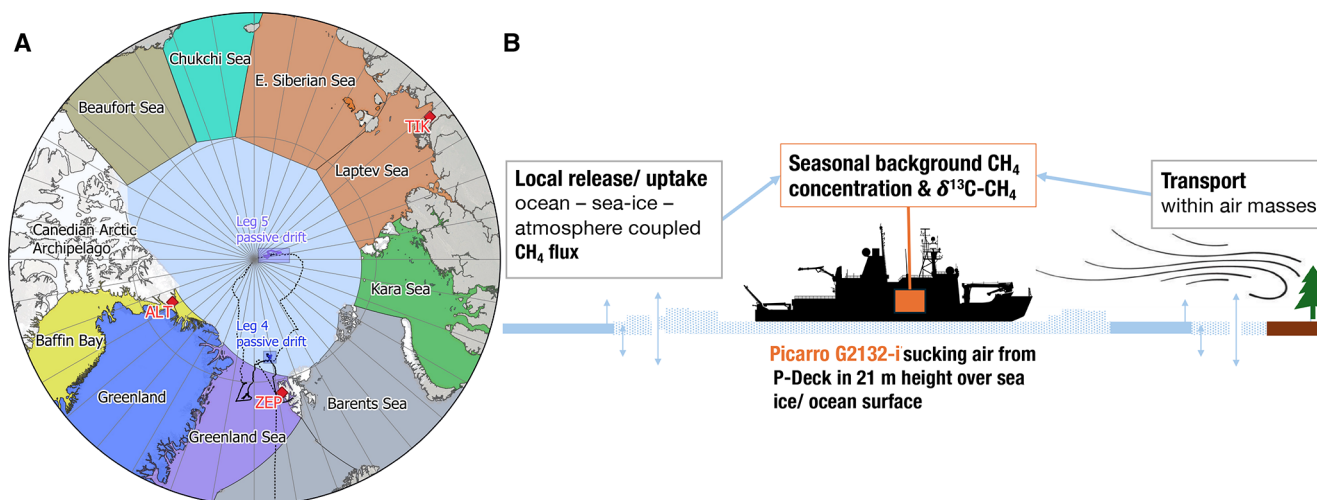 A
Chukchi Sea
E. Siberian Sea
Beaufort Sea
TIK
Laptev Sea
Leg 5
passive drift
Canedian Arctic
Archipelago
Kara Sea
ALT
Leg 4
passive drift
Baffin Bay
Greenland
ZEP
Barents Sea
Greenland Sea
B
Local release/ uptake
ocean – sea-ice –
atmosphere coupled
CH₄ flux
Seasonal background CH₄
concentration & δ¹³C-CH₄
Transport
within air masses
Picarro G2132-i sucking air from
P-Deck in 21 m height over sea
ice/ ocean surface